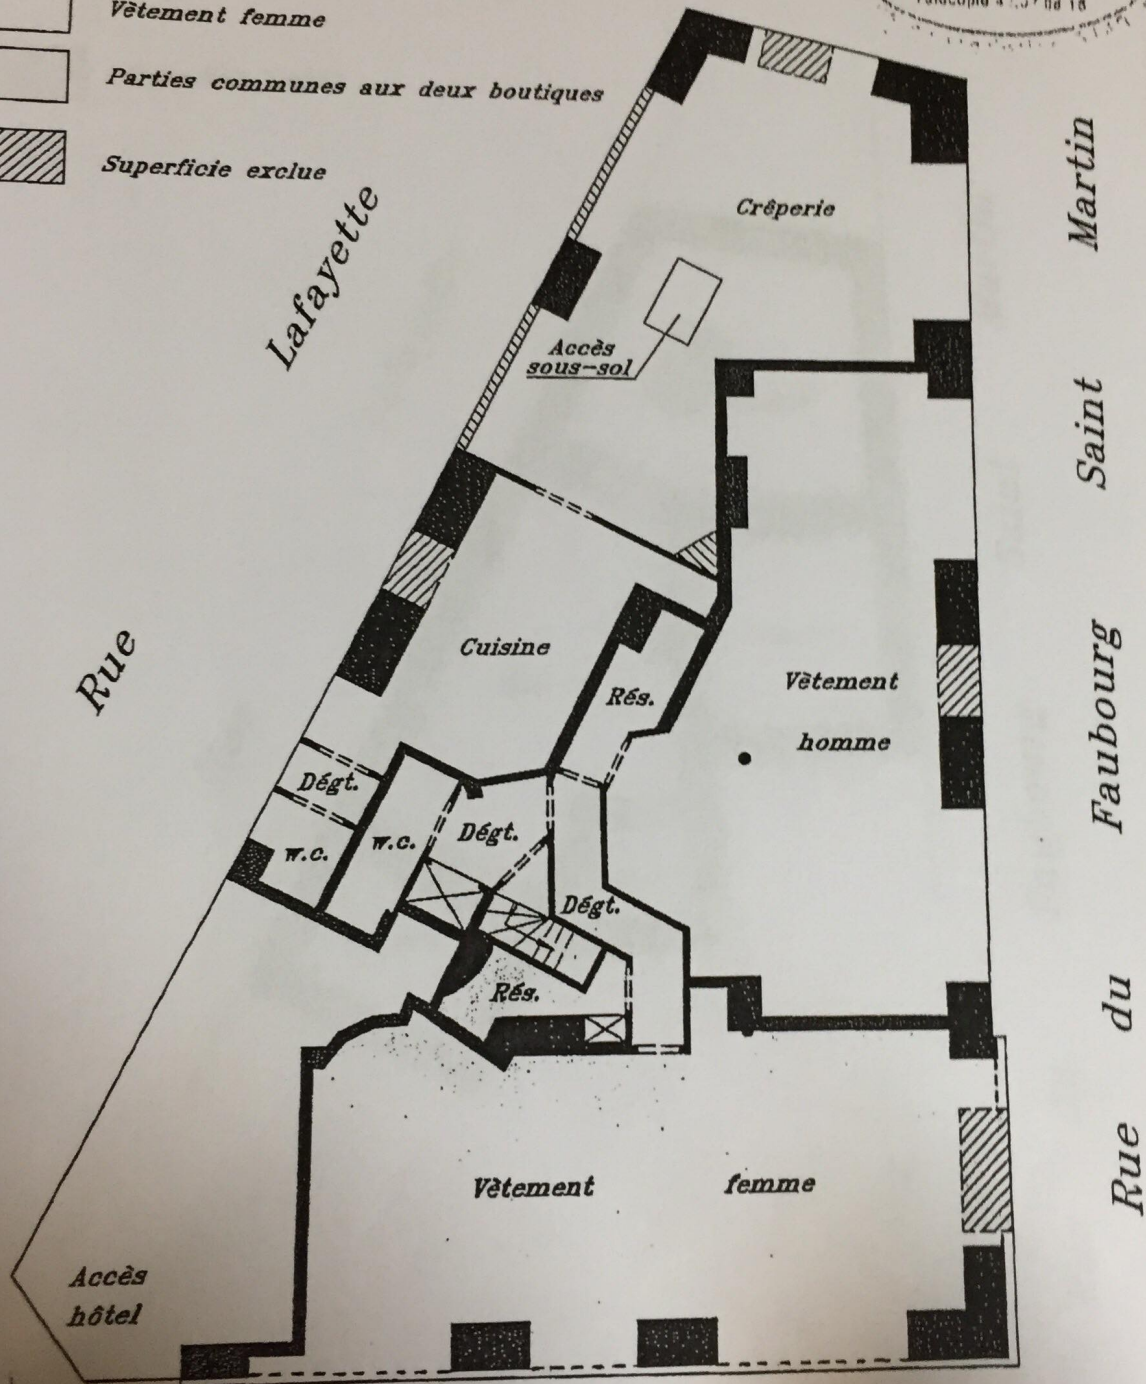 Vêtement femme
Parties communes aux deux boutiques
Superficie exclue
Rue Lafayette
Crêperie
Accès
sous-sol
Cuisine
Rés.
Vêtement
homme
Dégt.
w.c.
w.c.
Dégt.
Dégt.
Rés.
Vêtement femme
Accès
hôtel
Rue du Faubourg Saint Martin